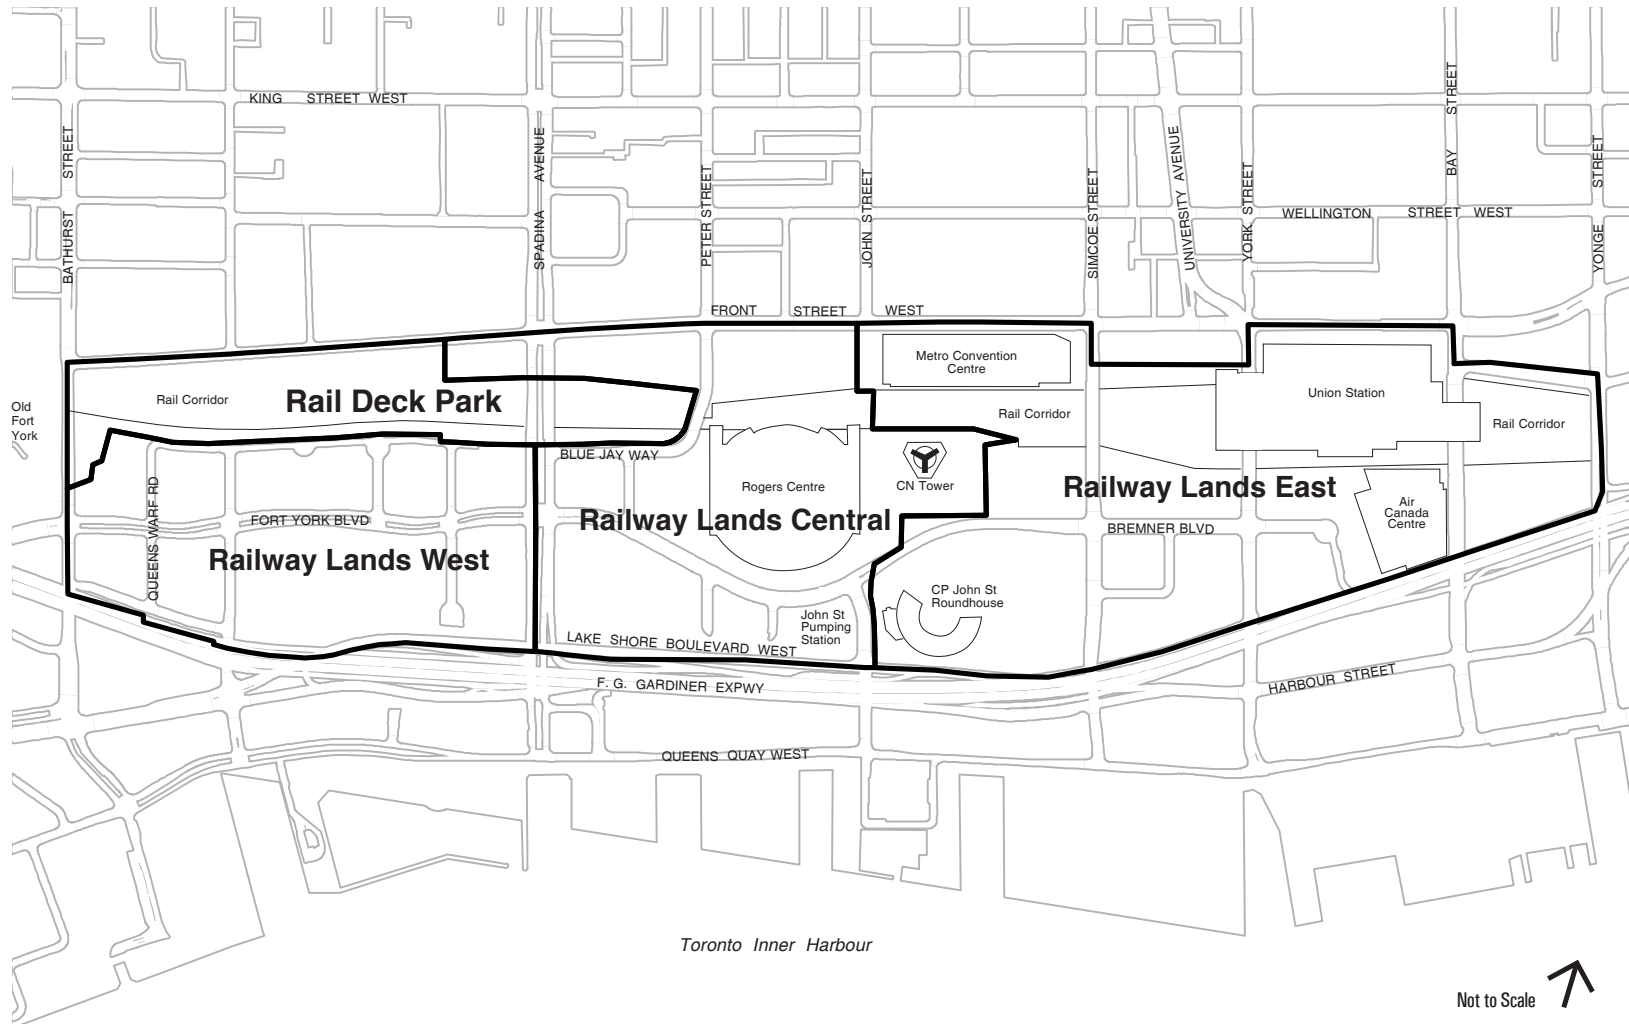 KING STREET WEST
BATHURST STREET
SPADINA AVENUE
PETER STREET
JOHN STREET
SIMCOE STREET
UNIVERSITY AVENUE
YORK STREET
BAY STREET
YONGE STREET
WELLINGTON STREET WEST
FRONT STREET WEST
Metro Convention
Centre
Union Station
Old
Fort
York
Rail Corridor
Rail Deck Park
Rail Corridor
Rail Corridor
BLUE JAY WAY
Rogers Centre
CN Tower
Railway Lands East
QUEENS WARF RD
FORT YORK BLVD
Railway Lands Central
BREMNER BLVD
Air
Canada
Centre
Railway Lands West
CP John St
Roundhouse
John St
Pumping
Station
LAKE SHORE BOULEVARD WEST
F. G. GARDINER EXPWY
HARBOUR STREET
QUEENS QUAY WEST
Toronto Inner Harbour
Not to Scale